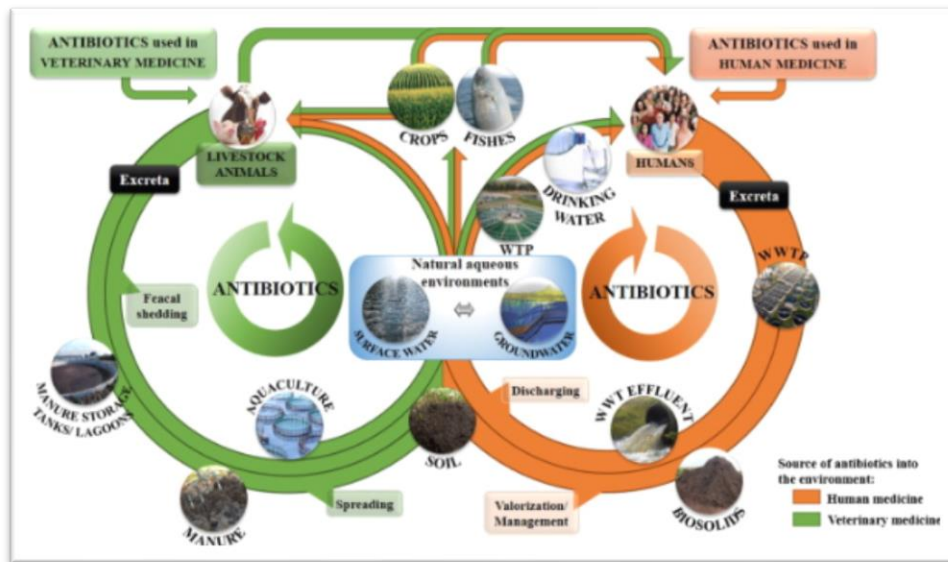 ANTIBIOTICS used in
VETERINARY MEDICINE
ANTIBIOTICS used in
HUMAN MEDICINE
CROPS
FISHES
LIVESTOCK
ANIMALS
HUMANS
Excreta
Excreta
DRINKING
WATER
WTP
WWTP
Natural aqueous
environments
ANTIBIOTICS
ANTIBIOTICS
Feacal
shedding
SURFACE WATER
GROUNDWATER
MANURE STORAGE
TANKS/ LAGOONS
AQUACULTURE
Discharging
WWT EFFLUENT
SOIL
Spreading
MANURE
Valorization/
Management
BIOSOLIDS
Source of antibiotics into
the environment:
Human medicine
Veterinary medicine